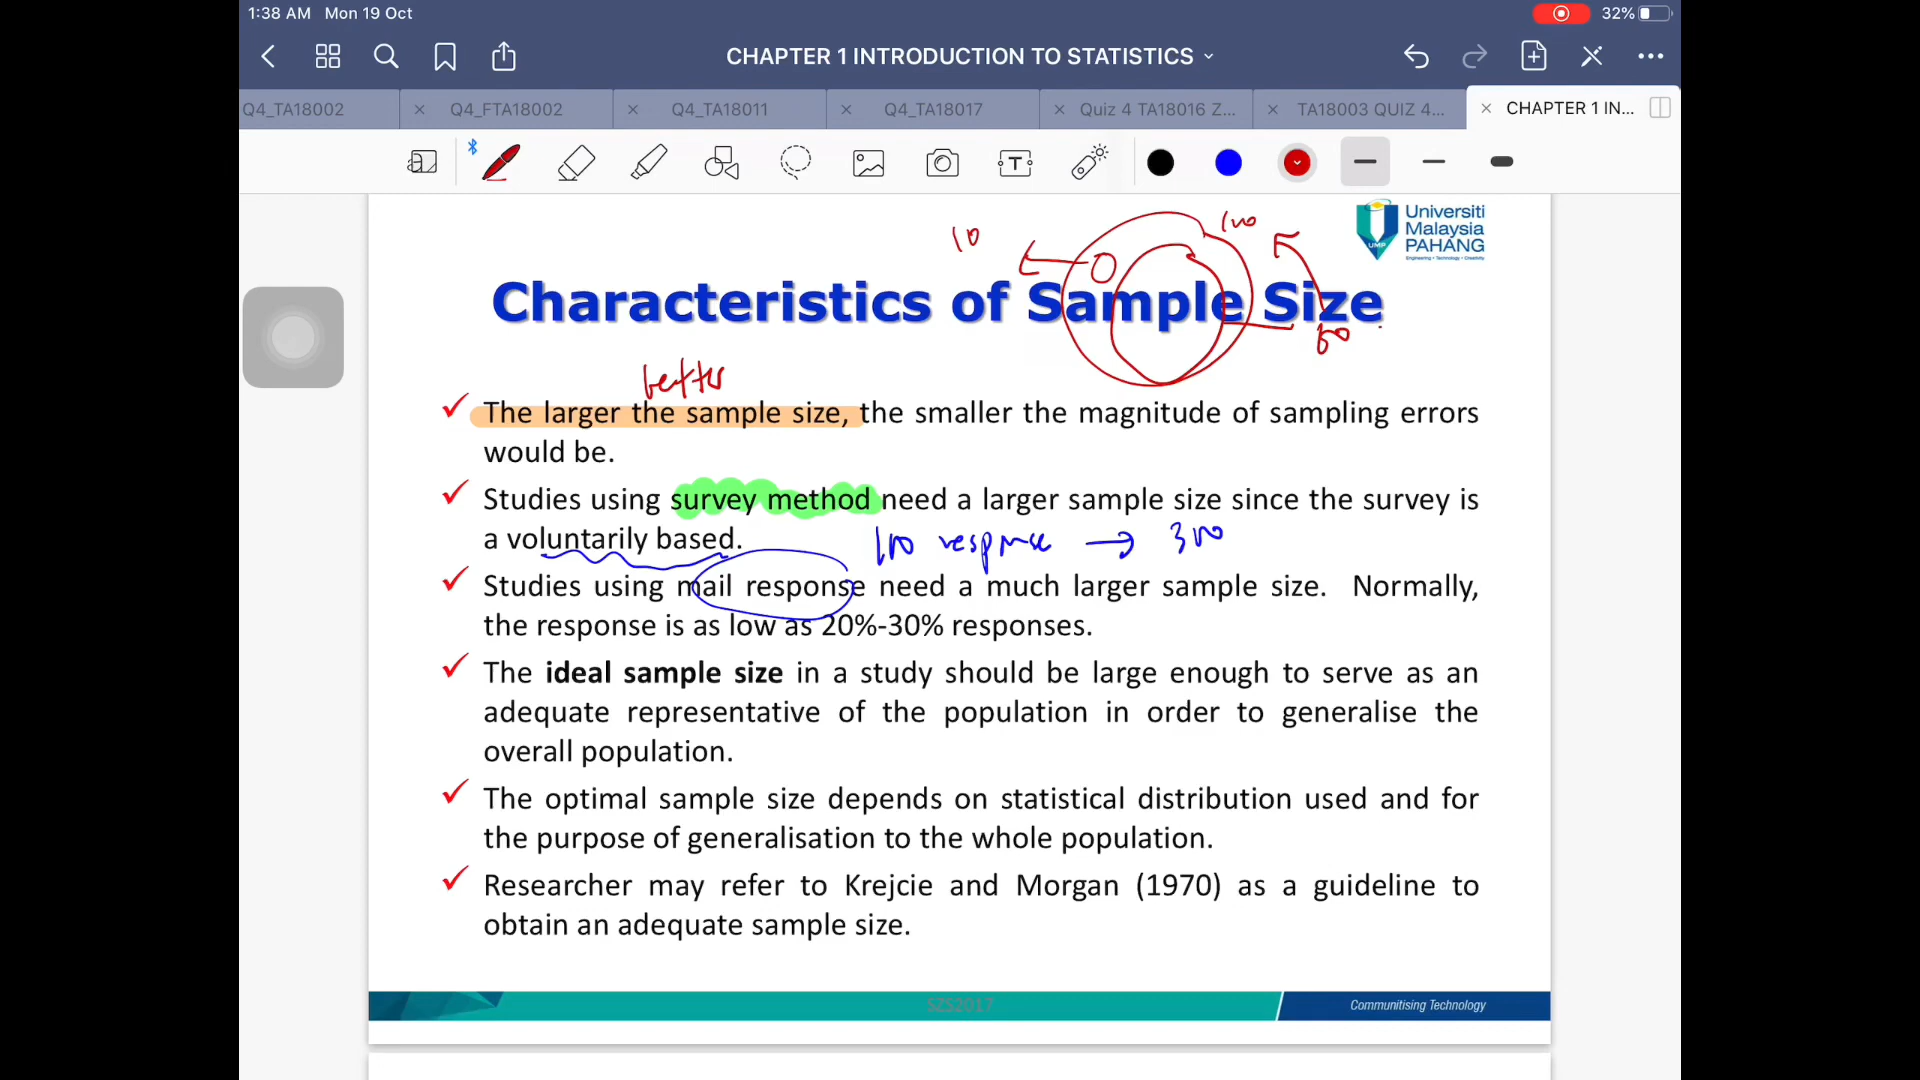 1:38 AM Mon 19 Oct
32%
CHAPTER 1 INTRODUCTION TO STATISTICS
Q4_TA18002
Q4_FTA18002
Q4_TA18011
Q4_TA18017
Quiz 4 TA18016 Z...
TA18003 QUIZ 4...
CHAPTER 1 IN...
T
Universiti
Malaysia
PAHANG
UMP
Engineering • Technology • Creativity
10
100
Characteristics of Sample Size
80
better
The larger the sample size, the smaller the magnitude of sampling errors
would be.
Studies using survey method need a larger sample size since the survey is
a voluntarily based.
100 response → 300
Studies using mail response need a much larger sample size. Normally,
the response is as low as 20%-30% responses.
The ideal sample size in a study should be large enough to serve as an
adequate representative of the population in order to generalise the
overall population.
The optimal sample size depends on statistical distribution used and for
the purpose of generalisation to the whole population.
Researcher may refer to Krejcie and Morgan (1970) as a guideline to
obtain an adequate sample size.
SZS2017
Communitising Technology